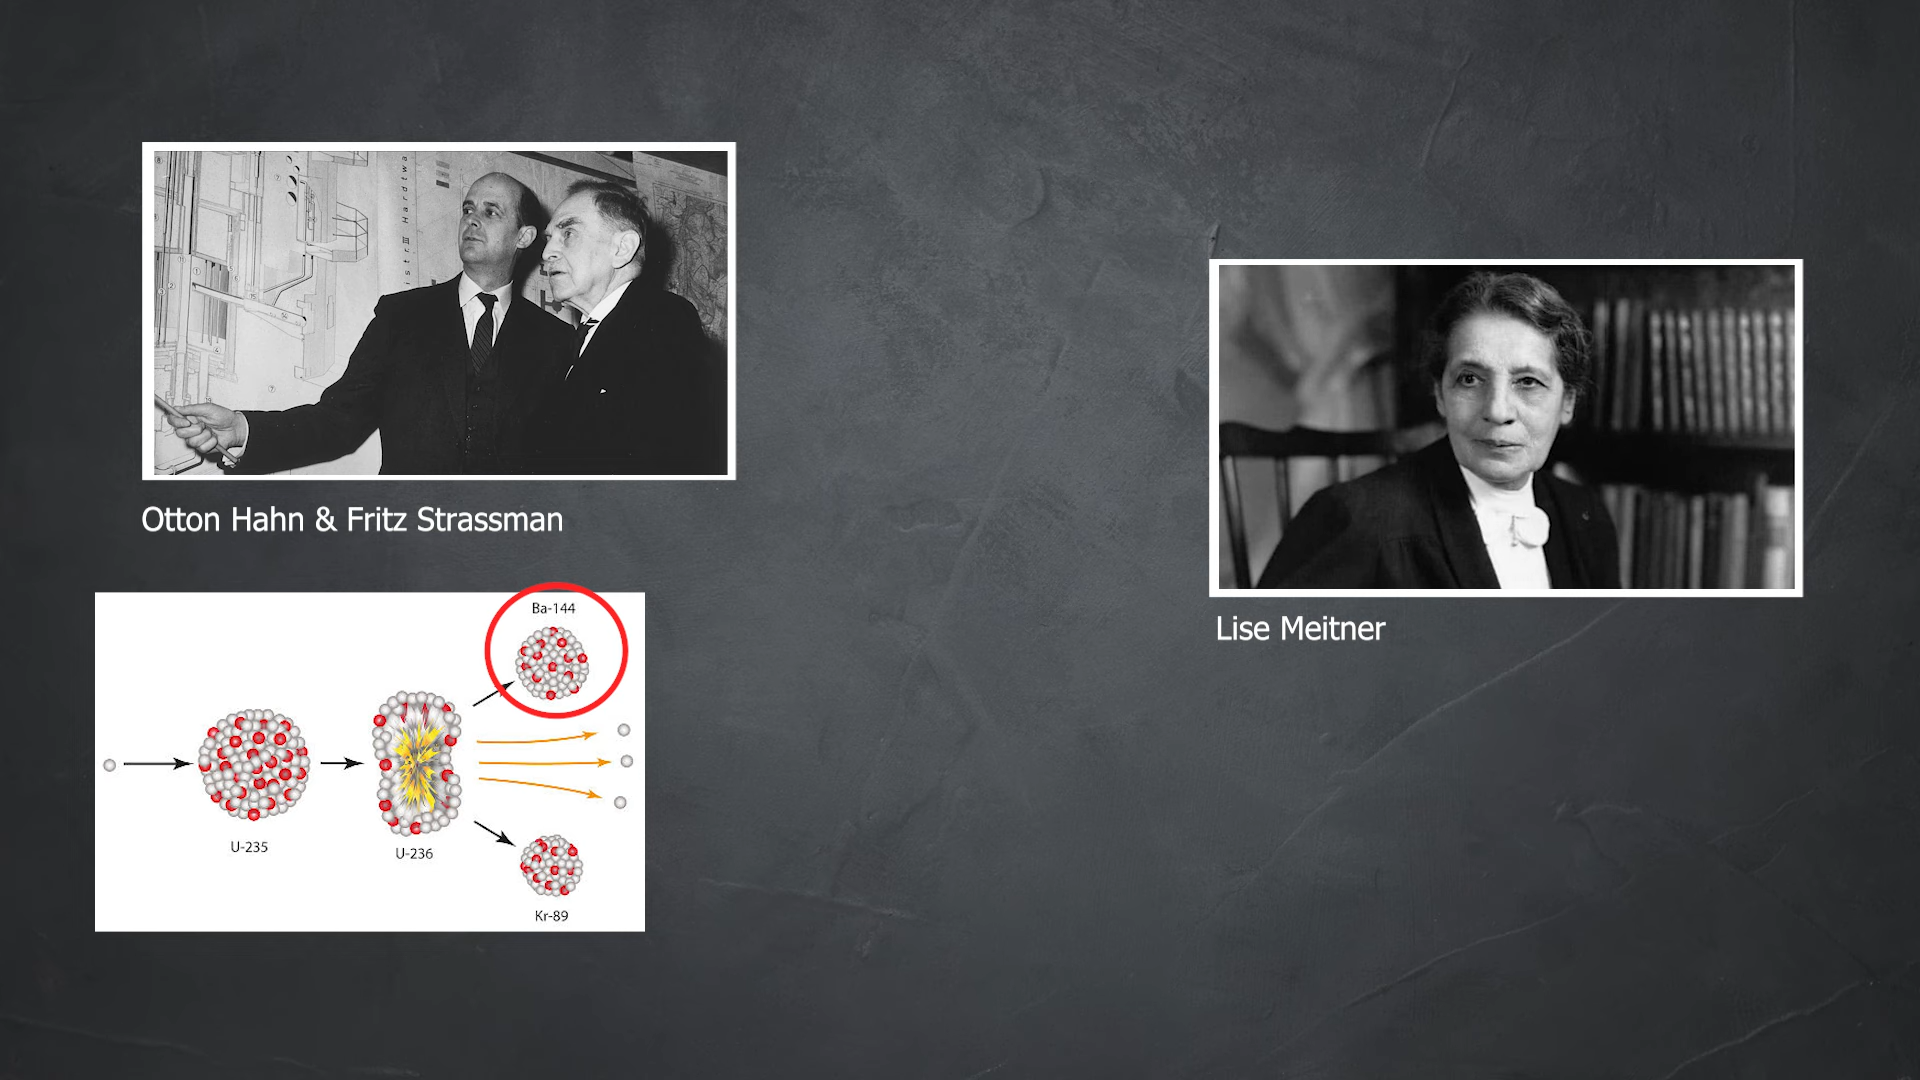 Otton Hahn & Fritz Strassman
Lise Meitner
Ba-144
U-235
U-236
Kr-89